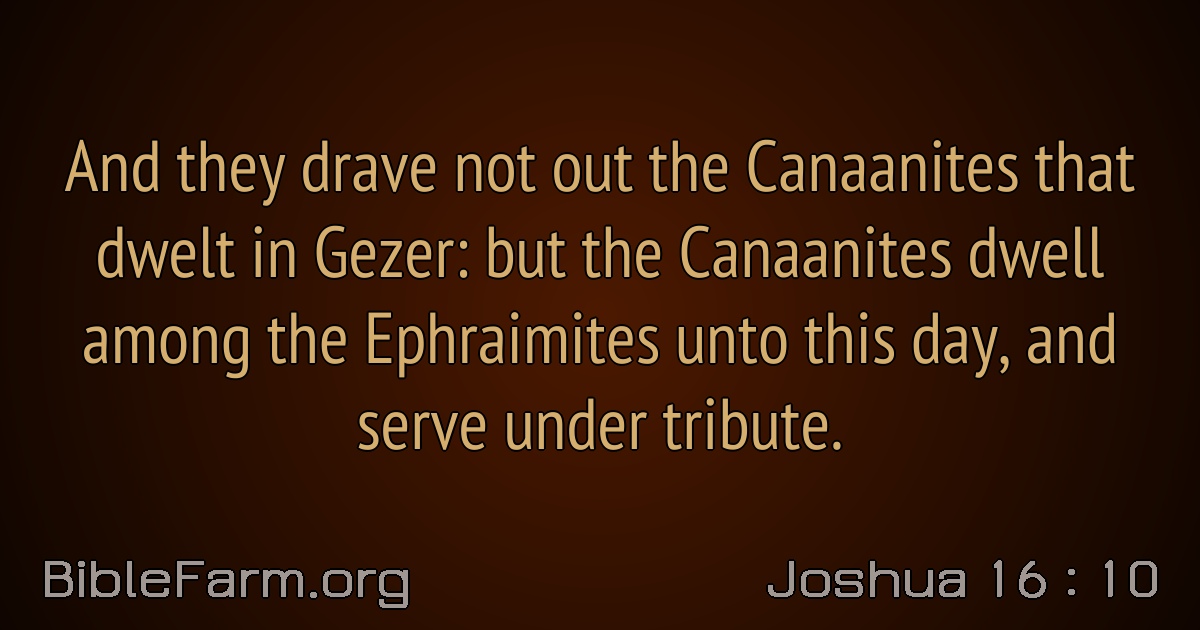 And they drave not out the Canaanites that
dwelt in Gezer: but the Canaanites dwell
among the Ephraimites unto this day, and
serve under tribute.
BibleFarm.org
Joshua 16 : 10